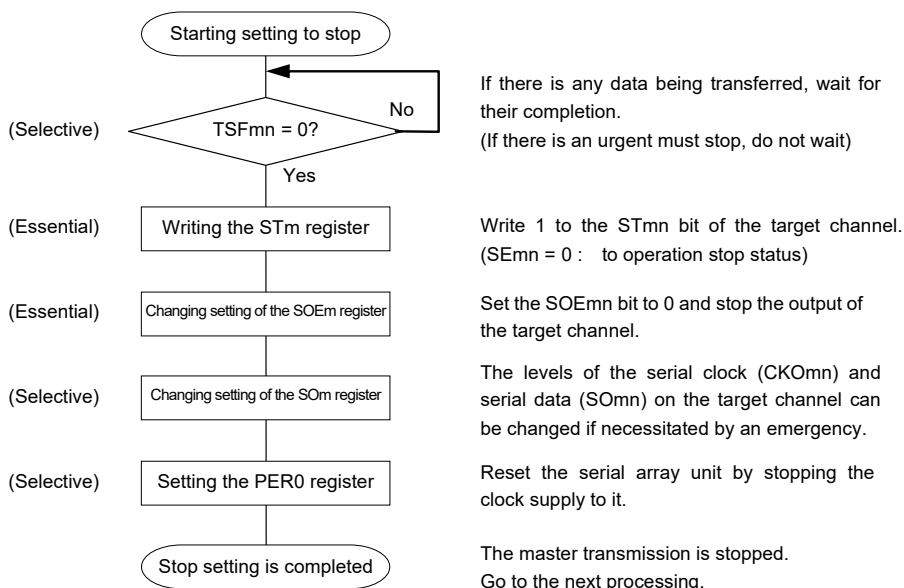 Starting setting to stop
If there is any data being transferred, wait for
their completion.
(If there is an urgent must stop, do not wait)
No
(Selective)
TSFmn = 0?
Yes
(Essential)
Writing the STm register
Write 1 to the STmn bit of the target channel.
(SEmn = 0 : to operation stop status)
(Essential)
Changing setting of the SOEm register
Set the SOEmn bit to 0 and stop the output of
the target channel.
(Selective)
Changing setting of the SOm register
The levels of the serial clock (CKOmn) and
serial data (SOmn) on the target channel can
be changed if necessitated by an emergency.
(Selective)
Setting the PER0 register
Reset the serial array unit by stopping the
clock supply to it.
Stop setting is completed
The master transmission is stopped.
Go to the next processing.